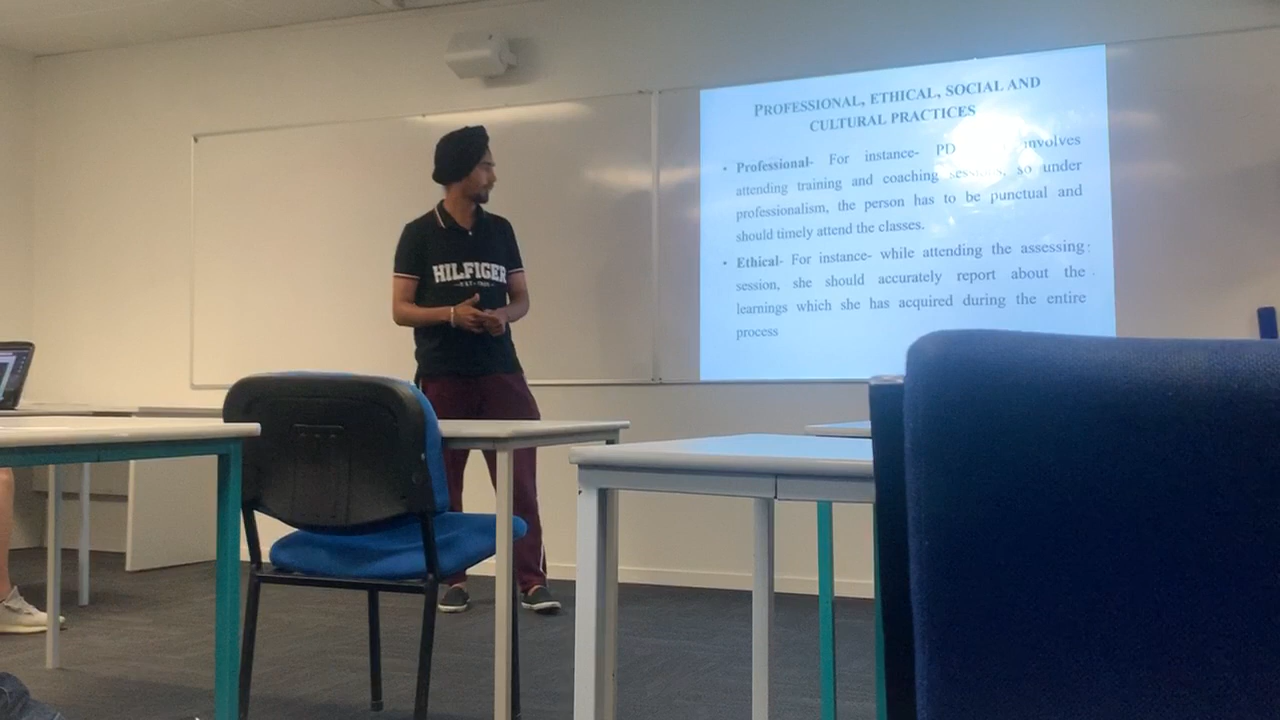 PROFESSIONAL, ETHICAL, SOCIAL AND
CULTURAL PRACTICES
• Professional- For instance- PD involves
attending training and coaching sessions, so under
professionalism, the person has to be punctual and
should timely attend the classes.
• Ethical- For instance- while attending the assessing
session, she should accurately report about the
learnings which she has acquired during the entire
process
HILFIGER